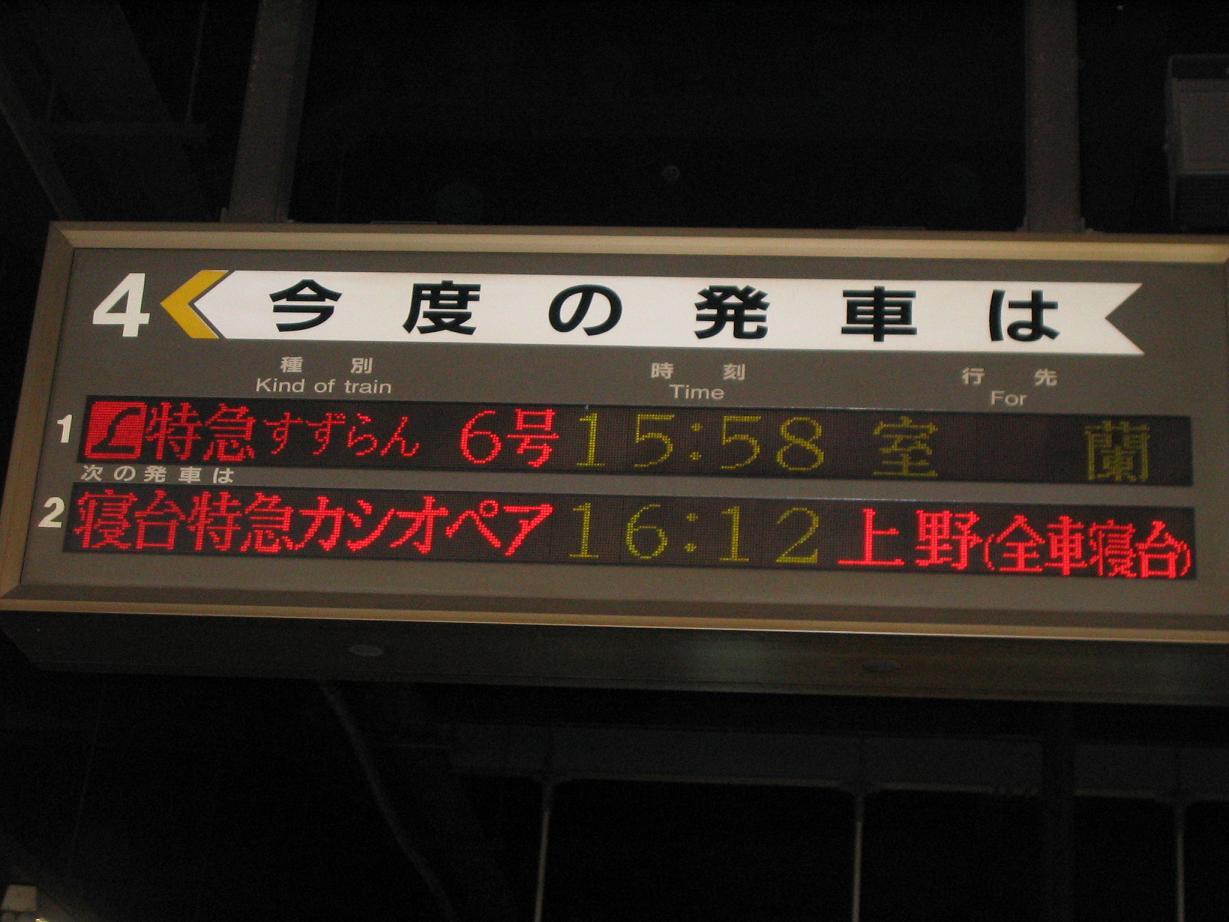 4 今度の発車は
種別 時刻 行先
Kind of train Time For
1 特急すずらん 6号 15:58 室蘭
次の発車は
2 寝台特急カシオペア 16:12 上野(全車寝台)